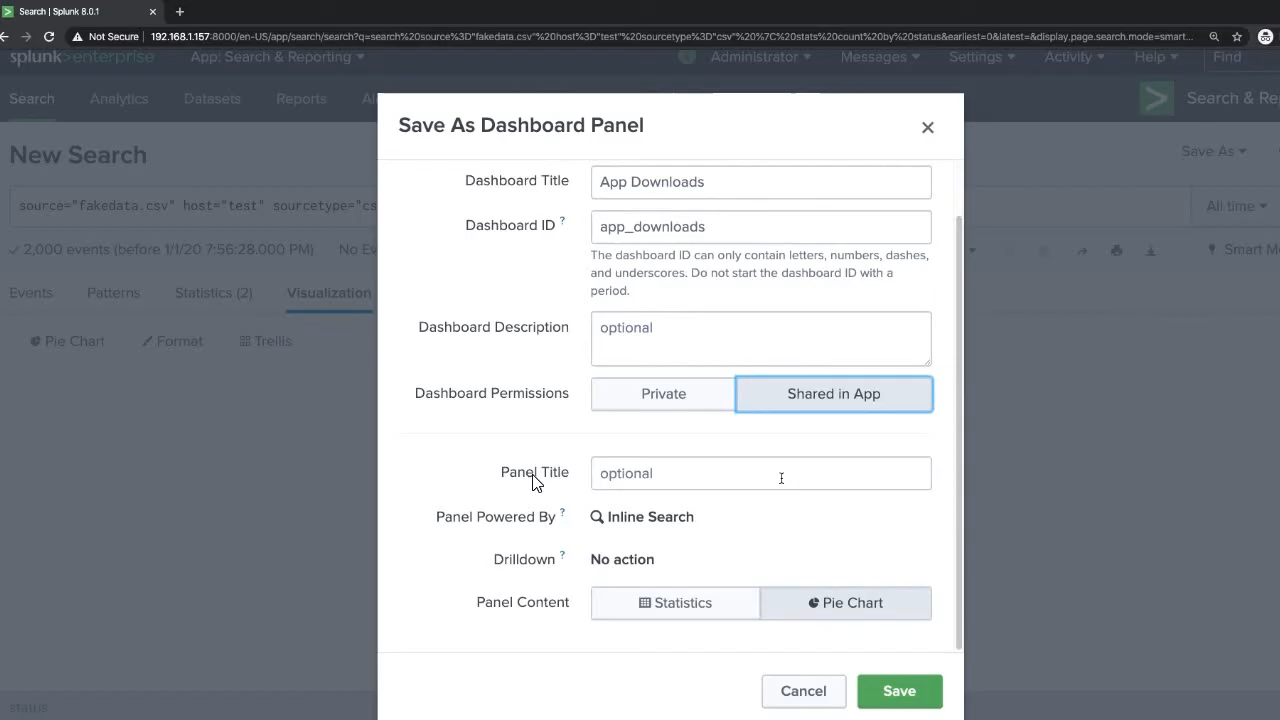 Search | Splunk 8.0.1
Not Secure | 192.168.1.157:8000/en-US/app/search/search?q=search%20source%3D"fakedata.csv"%20host%3D"test"%20sourcetype%3D"csv"%20%7C%20stats%20count%20by%20status&earliest=0&latest=&display.page.search.mode=smart...
splunk>enterprise App: Search & Reporting Administrator Messages Settings Activity Help Find
Search Analytics Datasets Reports Search & Re
New Search Save As
source="fakedata.csv" host="test" sourcetype="cs All time
2,000 events (before 1/1/20 7:56:28.000 PM) No Ev Smart Mo
Events Patterns Statistics (2) Visualization
Pie Chart Format Trellis
Save As Dashboard Panel
Dashboard Title App Downloads
Dashboard ID ? app_downloads
The dashboard ID can only contain letters, numbers, dashes,
and underscores. Do not start the dashboard ID with a
period.
Dashboard Description optional
Dashboard Permissions Private Shared in App
Panel Title optional
Panel Powered By ? Inline Search
Drilldown ? No action
Panel Content Statistics Pie Chart
Cancel Save
status